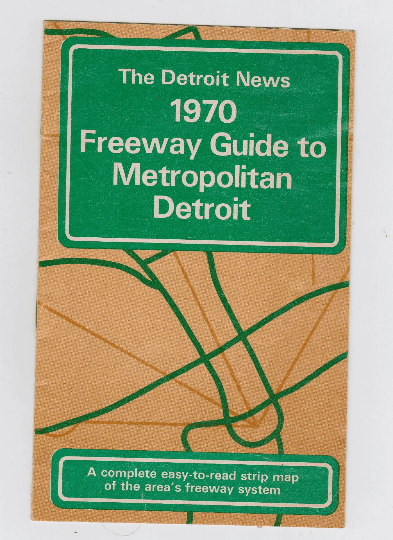 The Detroit News
1970
Freeway Guide to
Metropolitan
Detroit
A complete easy-to-read strip map
of the area's freeway system